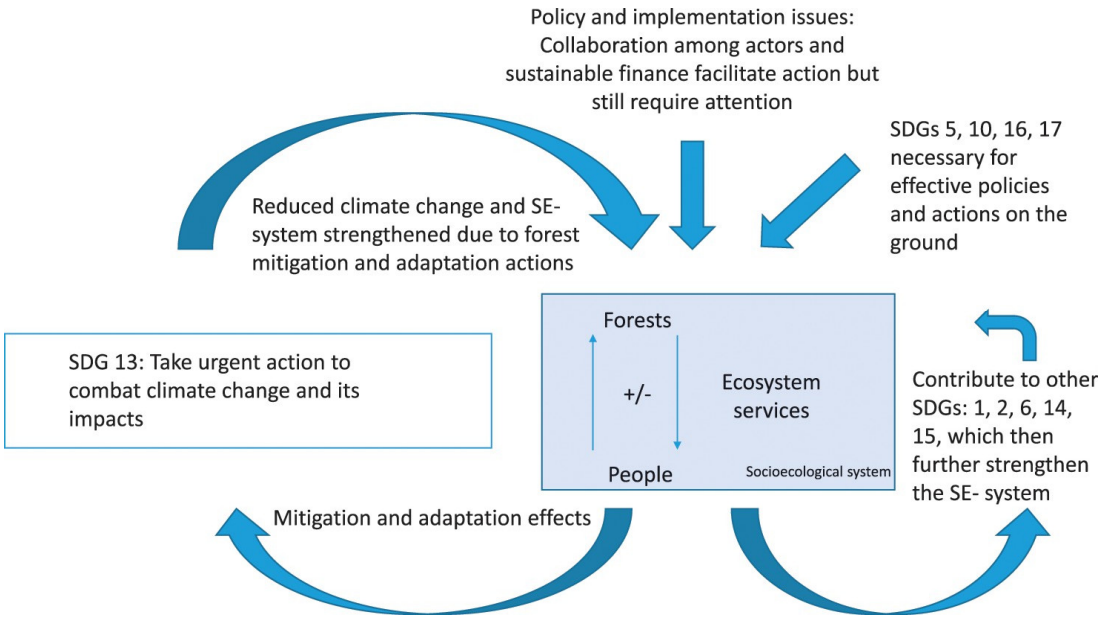 Policy and implementation issues:
Collaboration among actors and
sustainable finance facilitate action but
still require attention
SDGs 5, 10, 16, 17
necessary for
effective policies
and actions on the
ground
Reduced climate change and SE-
system strengthened due to forest
mitigation and adaptation actions
SDG 13: Take urgent action to
combat climate change and its
impacts
Forests
+/-
People
Ecosystem
services
Socioecological system
Contribute to other
SDGs: 1, 2, 6, 14,
15, which then
further strengthen
the SE- system
Mitigation and adaptation effects